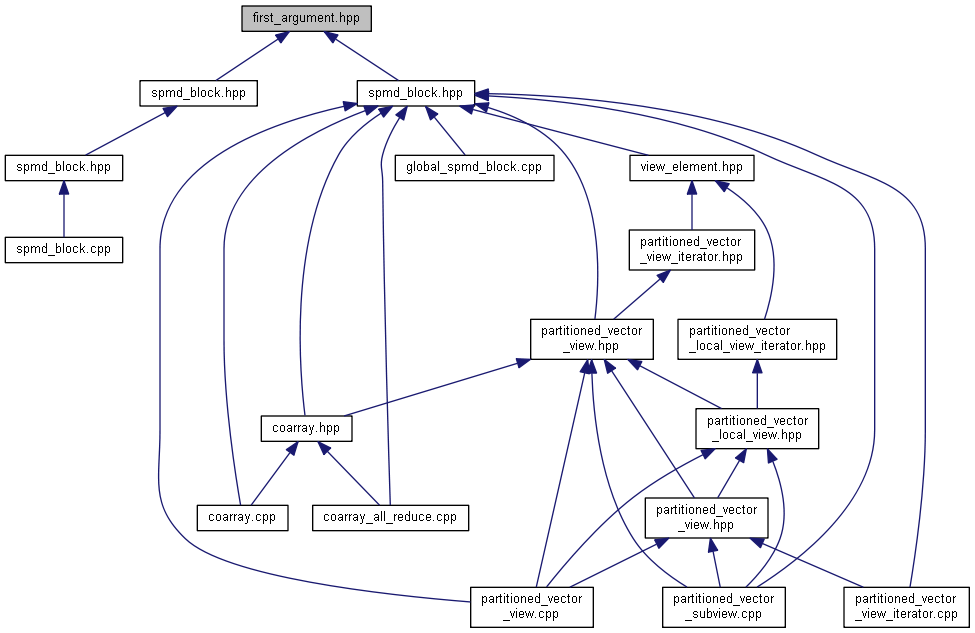 first_argument.hpp
spmd_block.hpp
spmd_block.hpp
spmd_block.hpp
global_spmd_block.cpp
view_element.hpp
spmd_block.cpp
partitioned_vector
_view_iterator.hpp
partitioned_vector
_view.hpp
partitioned_vector
_local_view_iterator.hpp
coarray.hpp
partitioned_vector
_local_view.hpp
coarray.cpp
coarray_all_reduce.cpp
partitioned_vector
_view.hpp
partitioned_vector
_view.cpp
partitioned_vector
_subview.cpp
partitioned_vector
_view_iterator.cpp